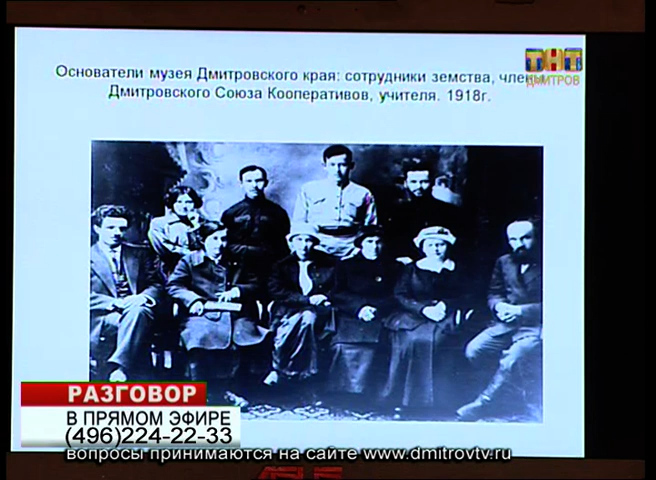 Основатели музея Дмитровского края: сотрудники земства, члены
Дмитровского Союза Кооперативов, учителя. 1918г.
ТНТ
ДМИТРОВ
РАЗГОВОР
В ПРЯМОМ ЭФИРЕ
(496)224-22-33
вопросы принимаются на сайте www.dmitrovtv.ru